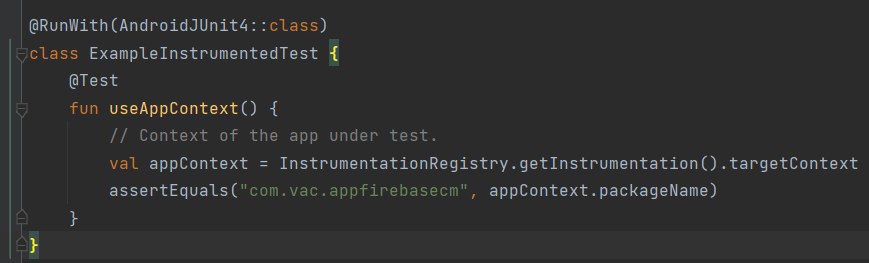 @RunWith(AndroidJUnit4::class)
class ExampleInstrumentedTest {
    @Test
    fun useAppContext() {
        // Context of the app under test.
        val appContext = InstrumentationRegistry.getInstrumentation().targetContext
        assertEquals("com.vac.appfirebasecm", appContext.packageName)
    }
}